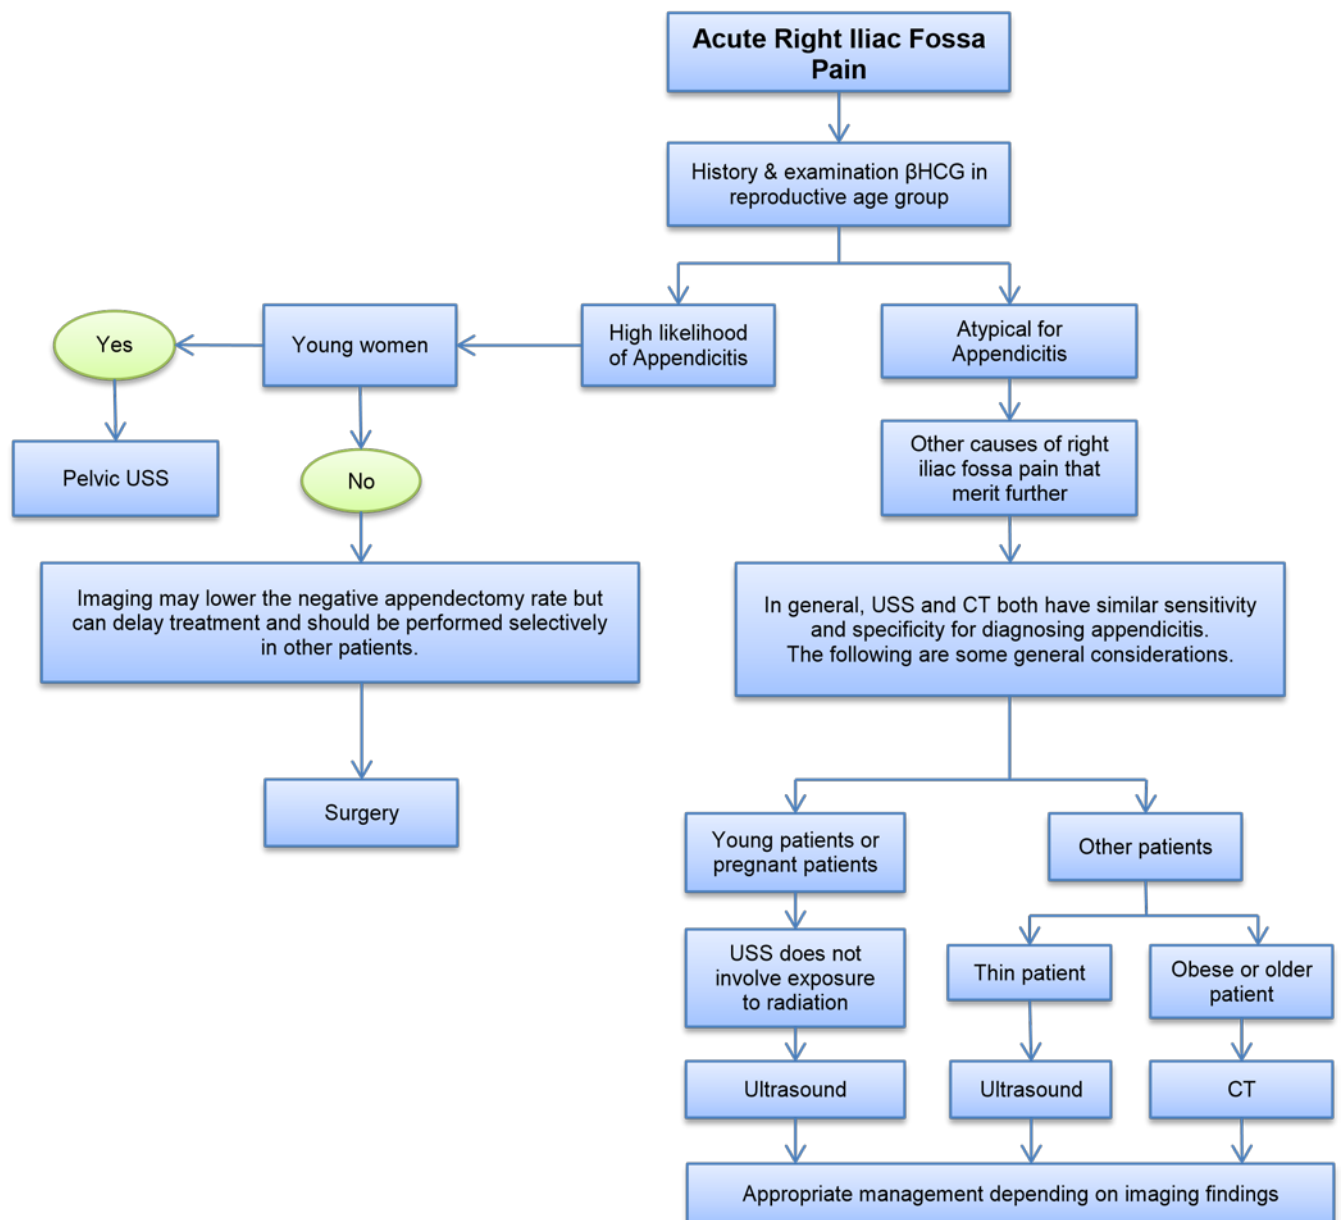 Acute Right Iliac Fossa
Pain
History & examination βHCG in
reproductive age group
Yes
Young women
High likelihood
of Appendicitis
Atypical for
Appendicitis
Pelvic USS
No
Other causes of right
iliac fossa pain that
merit further
Imaging may lower the negative appendectomy rate but
can delay treatment and should be performed selectively
in other patients.
In general, USS and CT both have similar sensitivity
and specificity for diagnosing appendicitis.
The following are some general considerations.
Surgery
Young patients or
pregnant patients
Other patients
USS does not
involve exposure
to radiation
Thin patient
Obese or older
patient
Ultrasound
Ultrasound
CT
Appropriate management depending on imaging findings